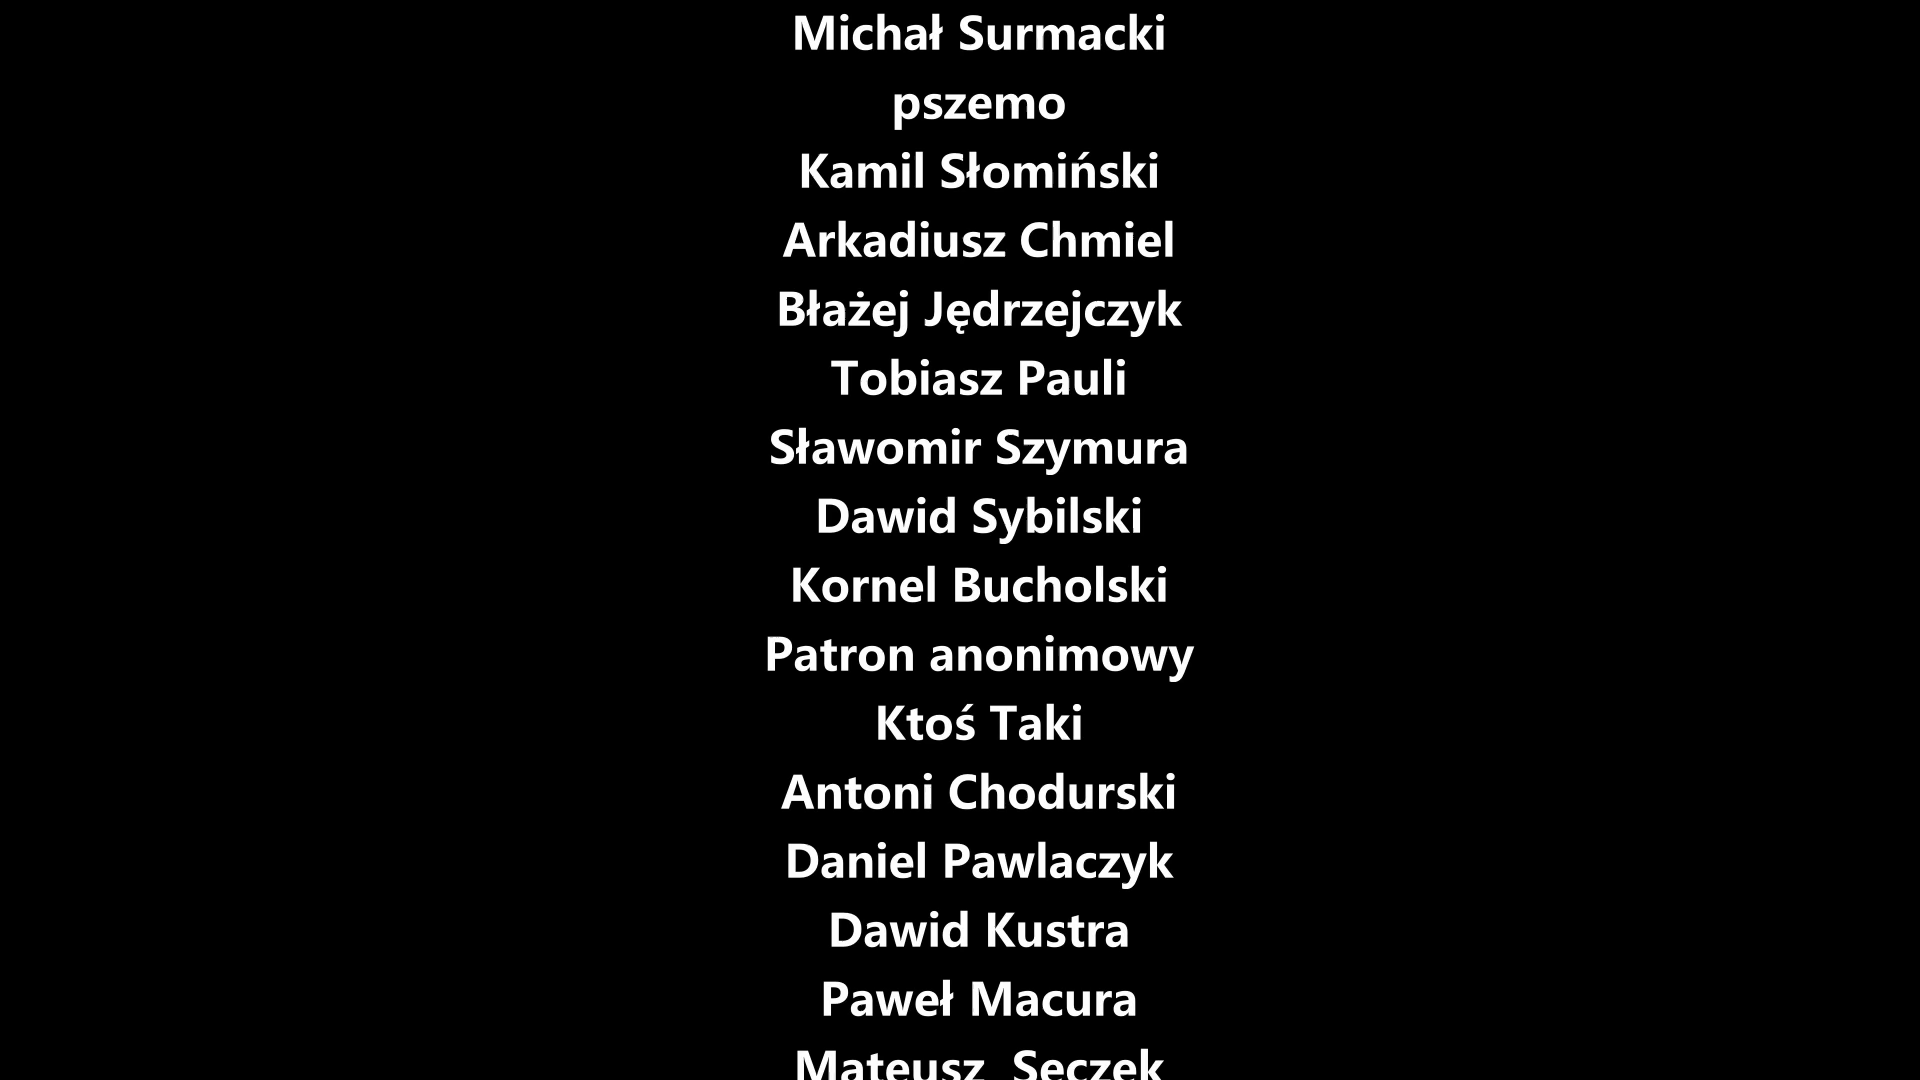 Michał Surmacki
pszemo
Kamil Słomiński
Arkadiusz Chmiel
Błażej Jędrzejczyk
Tobiasz Pauli
Sławomir Szymura
Dawid Sybilski
Kornel Bucholski
Patron anonimowy
Ktoś Taki
Antoni Chodurski
Daniel Pawlaczyk
Dawid Kustra
Paweł Macura
Mateusz